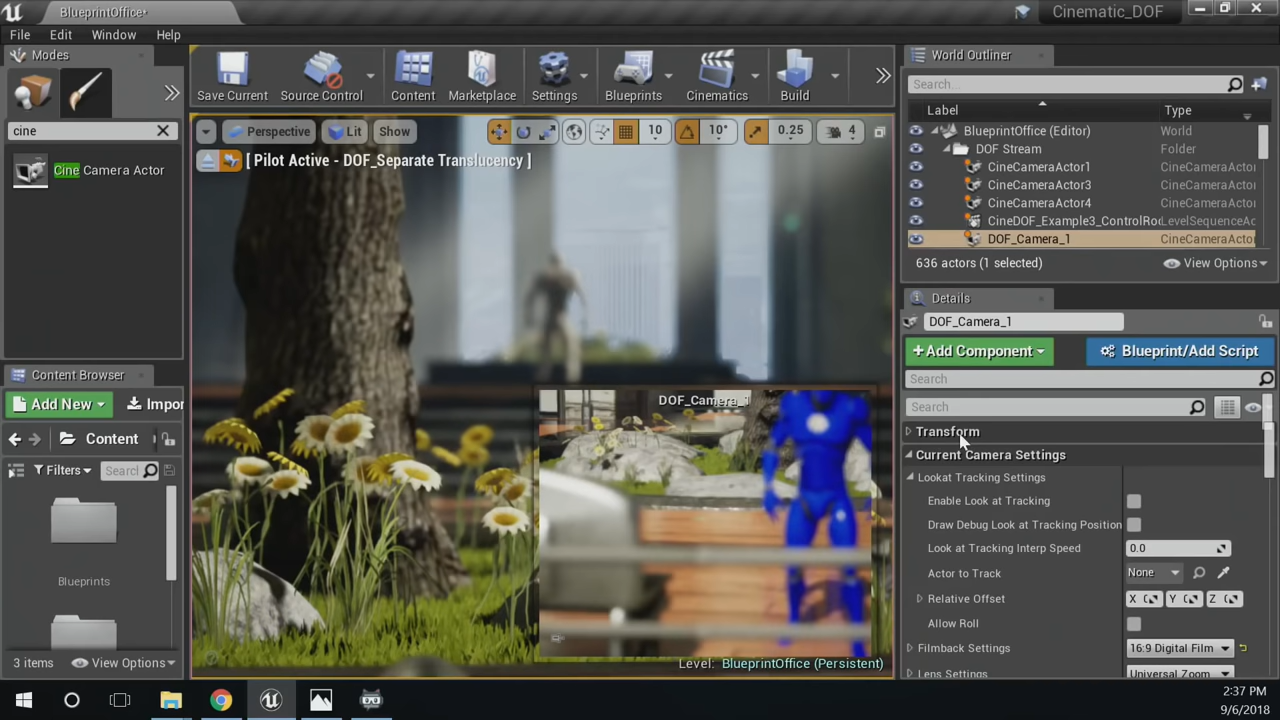 BlueprintOffice*
Cinematic_DOF
File Edit Window Help
Modes
cine
Cine Camera Actor
Save Current
Source Control
Content
Marketplace
Settings
Blueprints
Cinematics
Build
Perspective
Lit
Show
10
10°
0.25
4
[ Pilot Active - DOF_Separate Translucency ]
DOF_Camera_1
Level: BlueprintOffice (Persistent)
Content Browser
Add New
Impor
Content
Filters
Searcl
Blueprints
3 items
View Options
World Outliner
Search...
Label Type
BlueprintOffice (Editor) World
DOF Stream Folder
CineCameraActor1 CineCameraActor
CineCameraActor3 CineCameraActor
CineCameraActor4 CineCameraActor
CineDOF_Example3_ControlRo LevelSequenceAc
DOF_Camera_1 CineCameraActor
636 actors (1 selected)
View Options
Details
DOF_Camera_1
+Add Component
Blueprint/Add Script
Search
Search
Transform
Current Camera Settings
Lookat Tracking Settings
Enable Look at Tracking
Draw Debug Look at Tracking Position
Look at Tracking Interp Speed 0.0
Actor to Track None
Relative Offset X Y Z
Allow Roll
Filmback Settings 16:9 Digital Film
Lens Settings Universal Zoom
2:37 PM
9/6/2018